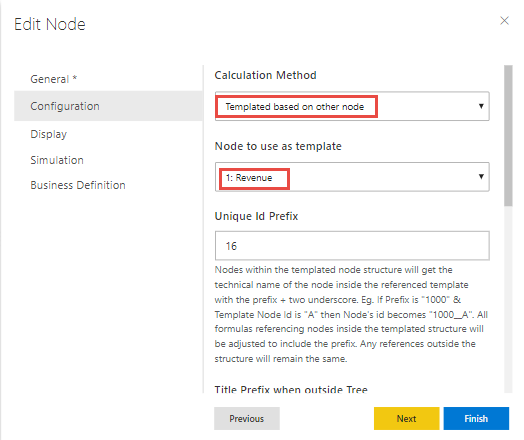 Edit Node
General *
Configuration
Display
Simulation
Business Definition
Calculation Method
Templated based on other node
Node to use as template
1: Revenue
Unique Id Prefix
16
Nodes within the templated node structure will get the
technical name of the node inside the referenced template
with the prefix + two underscore. Eg. If Prefix is "1000" &
Template Node Id is "A" then Node's id becomes "1000__A". All
formulas referencing nodes inside the templated structure will
be adjusted to include the prefix. Any references outside the
structure will remain the same.
Title Prefix when outside Tree
Previous
Next
Finish